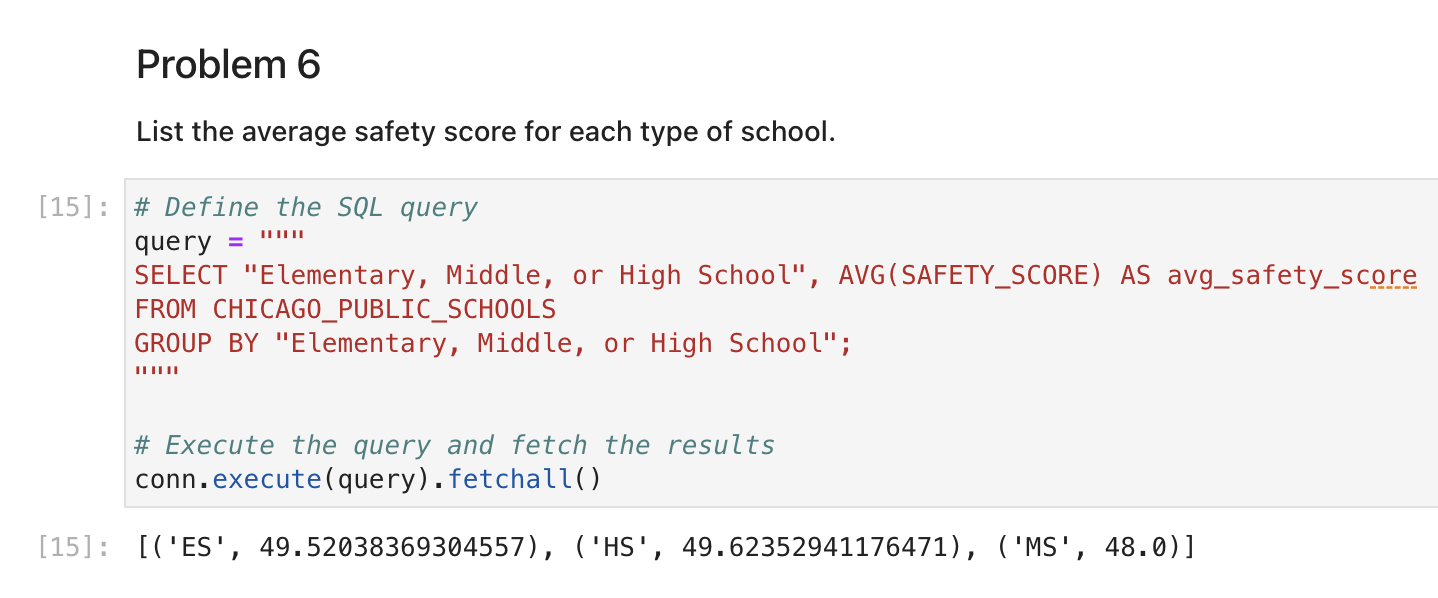 Problem 6
List the average safety score for each type of school.
[15]: # Define the SQL query
query = """
SELECT "Elementary, Middle, or High School", AVG(SAFETY_SCORE) AS avg_safety_score
FROM CHICAGO_PUBLIC_SCHOOLS
GROUP BY "Elementary, Middle, or High School";
"""
# Execute the query and fetch the results
conn.execute(query).fetchall()
[15]: [('ES', 49.52038369304557), ('HS', 49.62352941176471), ('MS', 48.0)]